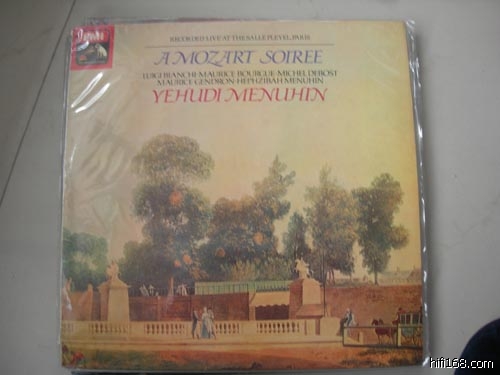 RECORDED 'LIVE' AT THE SALLE PLEYEL, PARIS
A MOZART SOIREE
LUIGI BIANCHI·MAURICE BOURGUE·MICHEL DEBOST
MAURICE GENDRON·HEPHZIBAH MENUHIN
YEHUDI MENUHIN
hifi168.com